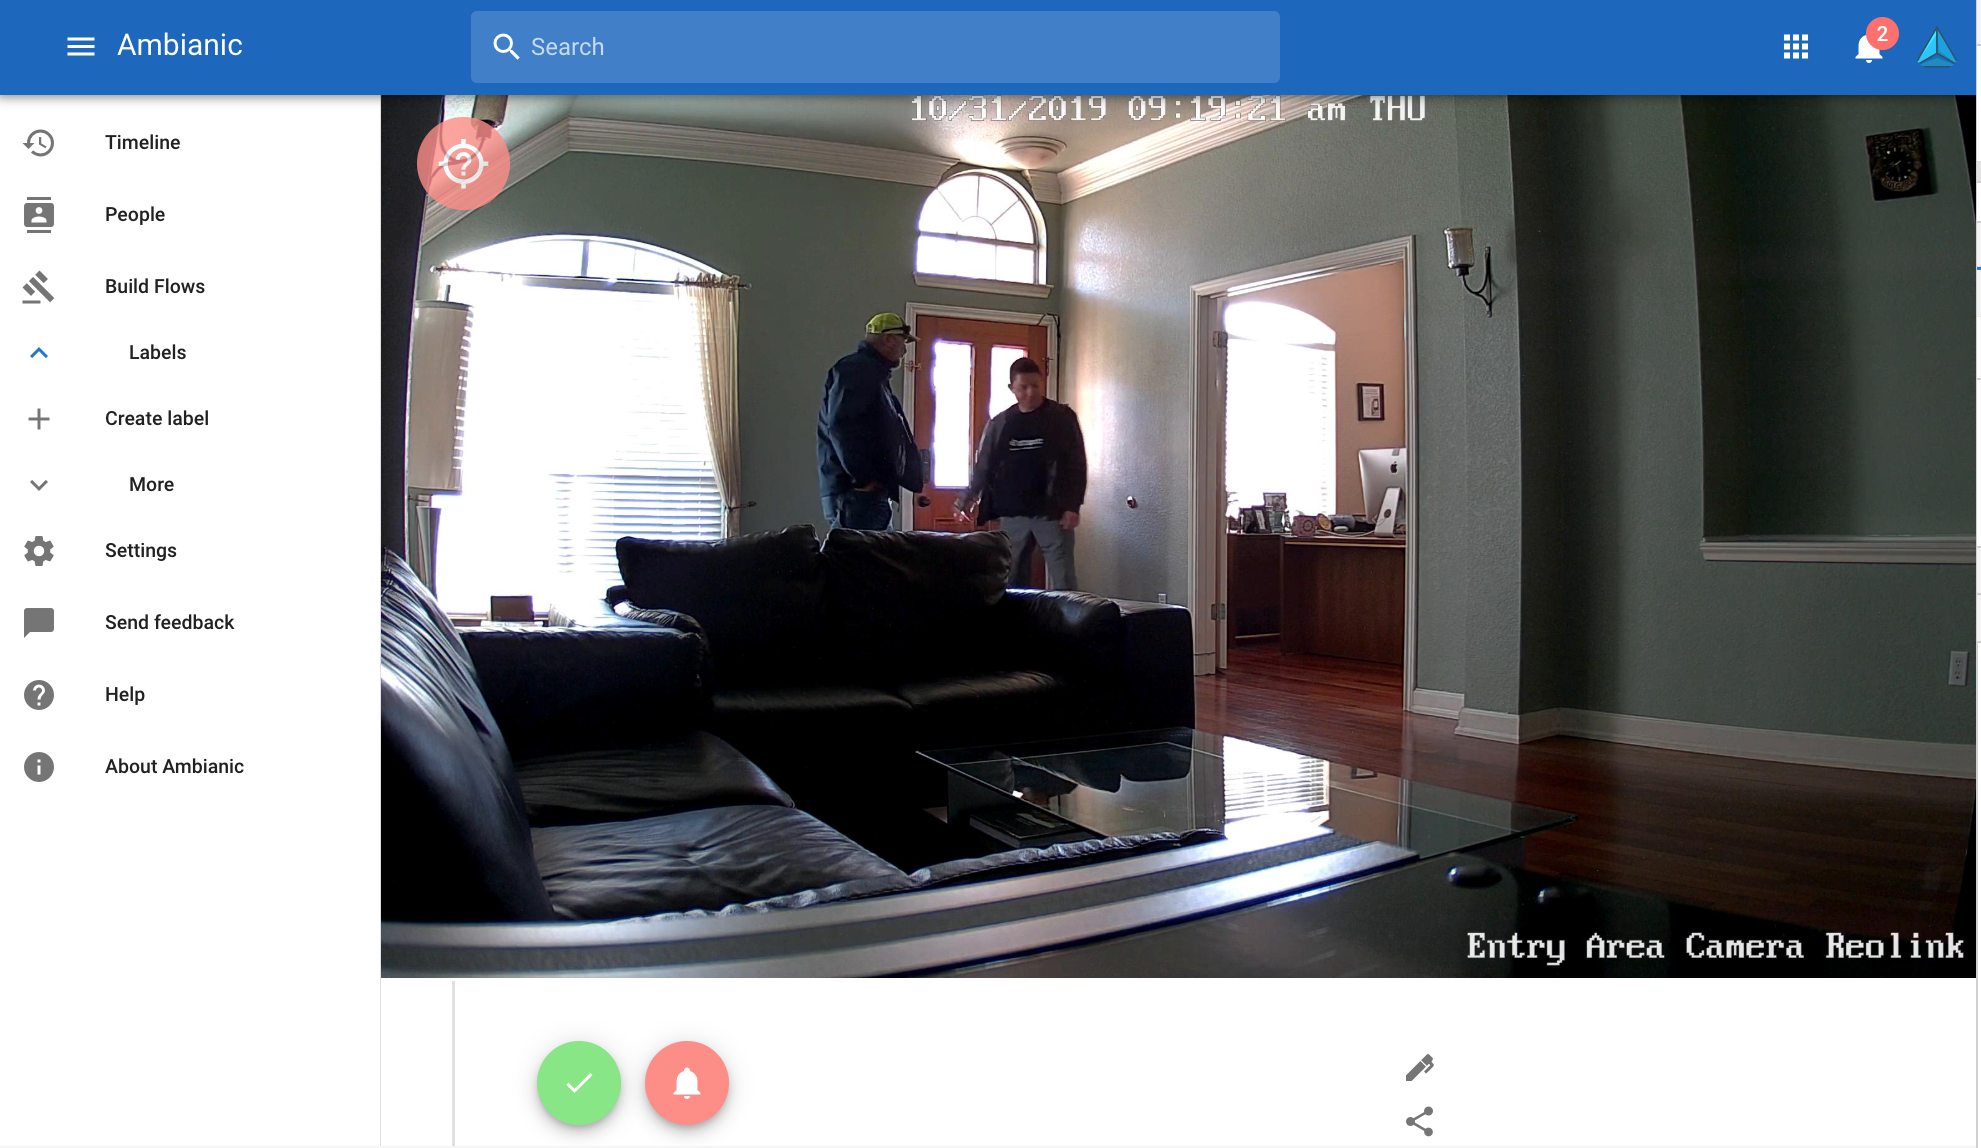 Ambianic
Search
2
Timeline
People
Build Flows
Labels
Create label
More
Settings
Send feedback
Help
About Ambianic
10/31/2019 09:19:21 am THU
Entry Area Camera Reolink